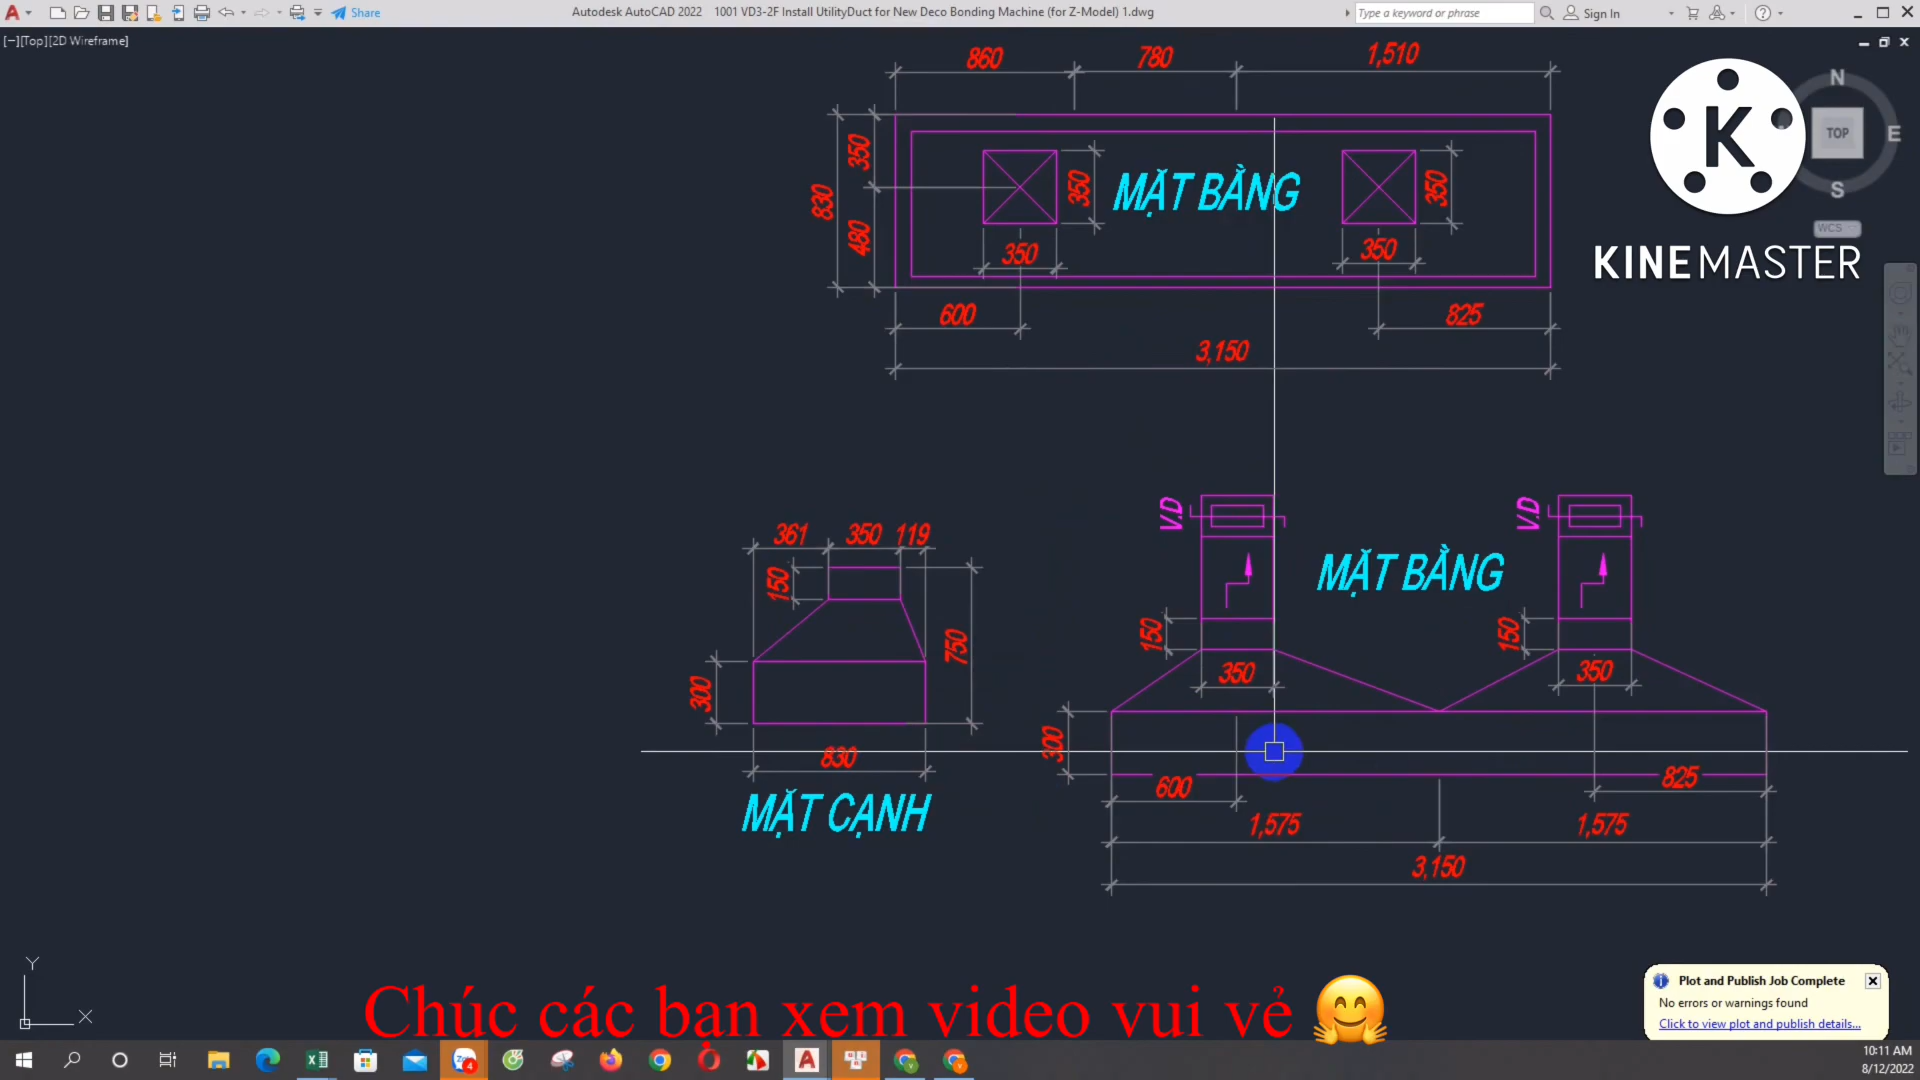 Share
Autodesk AutoCAD 2022 1001 VD3-2F Install UtilityDuct for New Deco Bonding Machine (for Z-Model) 1.dwg
Type a keyword or phrase
Sign In
[−][Top][2D Wireframe]
860 780 1,510
N
TOP E
S
WCS
K
KINEMASTER
350
830
480
350
MẶT BẰNG
350
350
350
600
825
3,150
361 350 119
150
750
300
830
MẶT CẠNH
V.D
V.D
MẶT BẰNG
150
150
350
350
300
600
825
1,575
1,575
3,150
Y
X
Chúc các bạn xem video vui vẻ 🤗
Plot and Publish Job Complete
No errors or warnings found
Click to view plot and publish details...
10:11 AM
8/12/2022